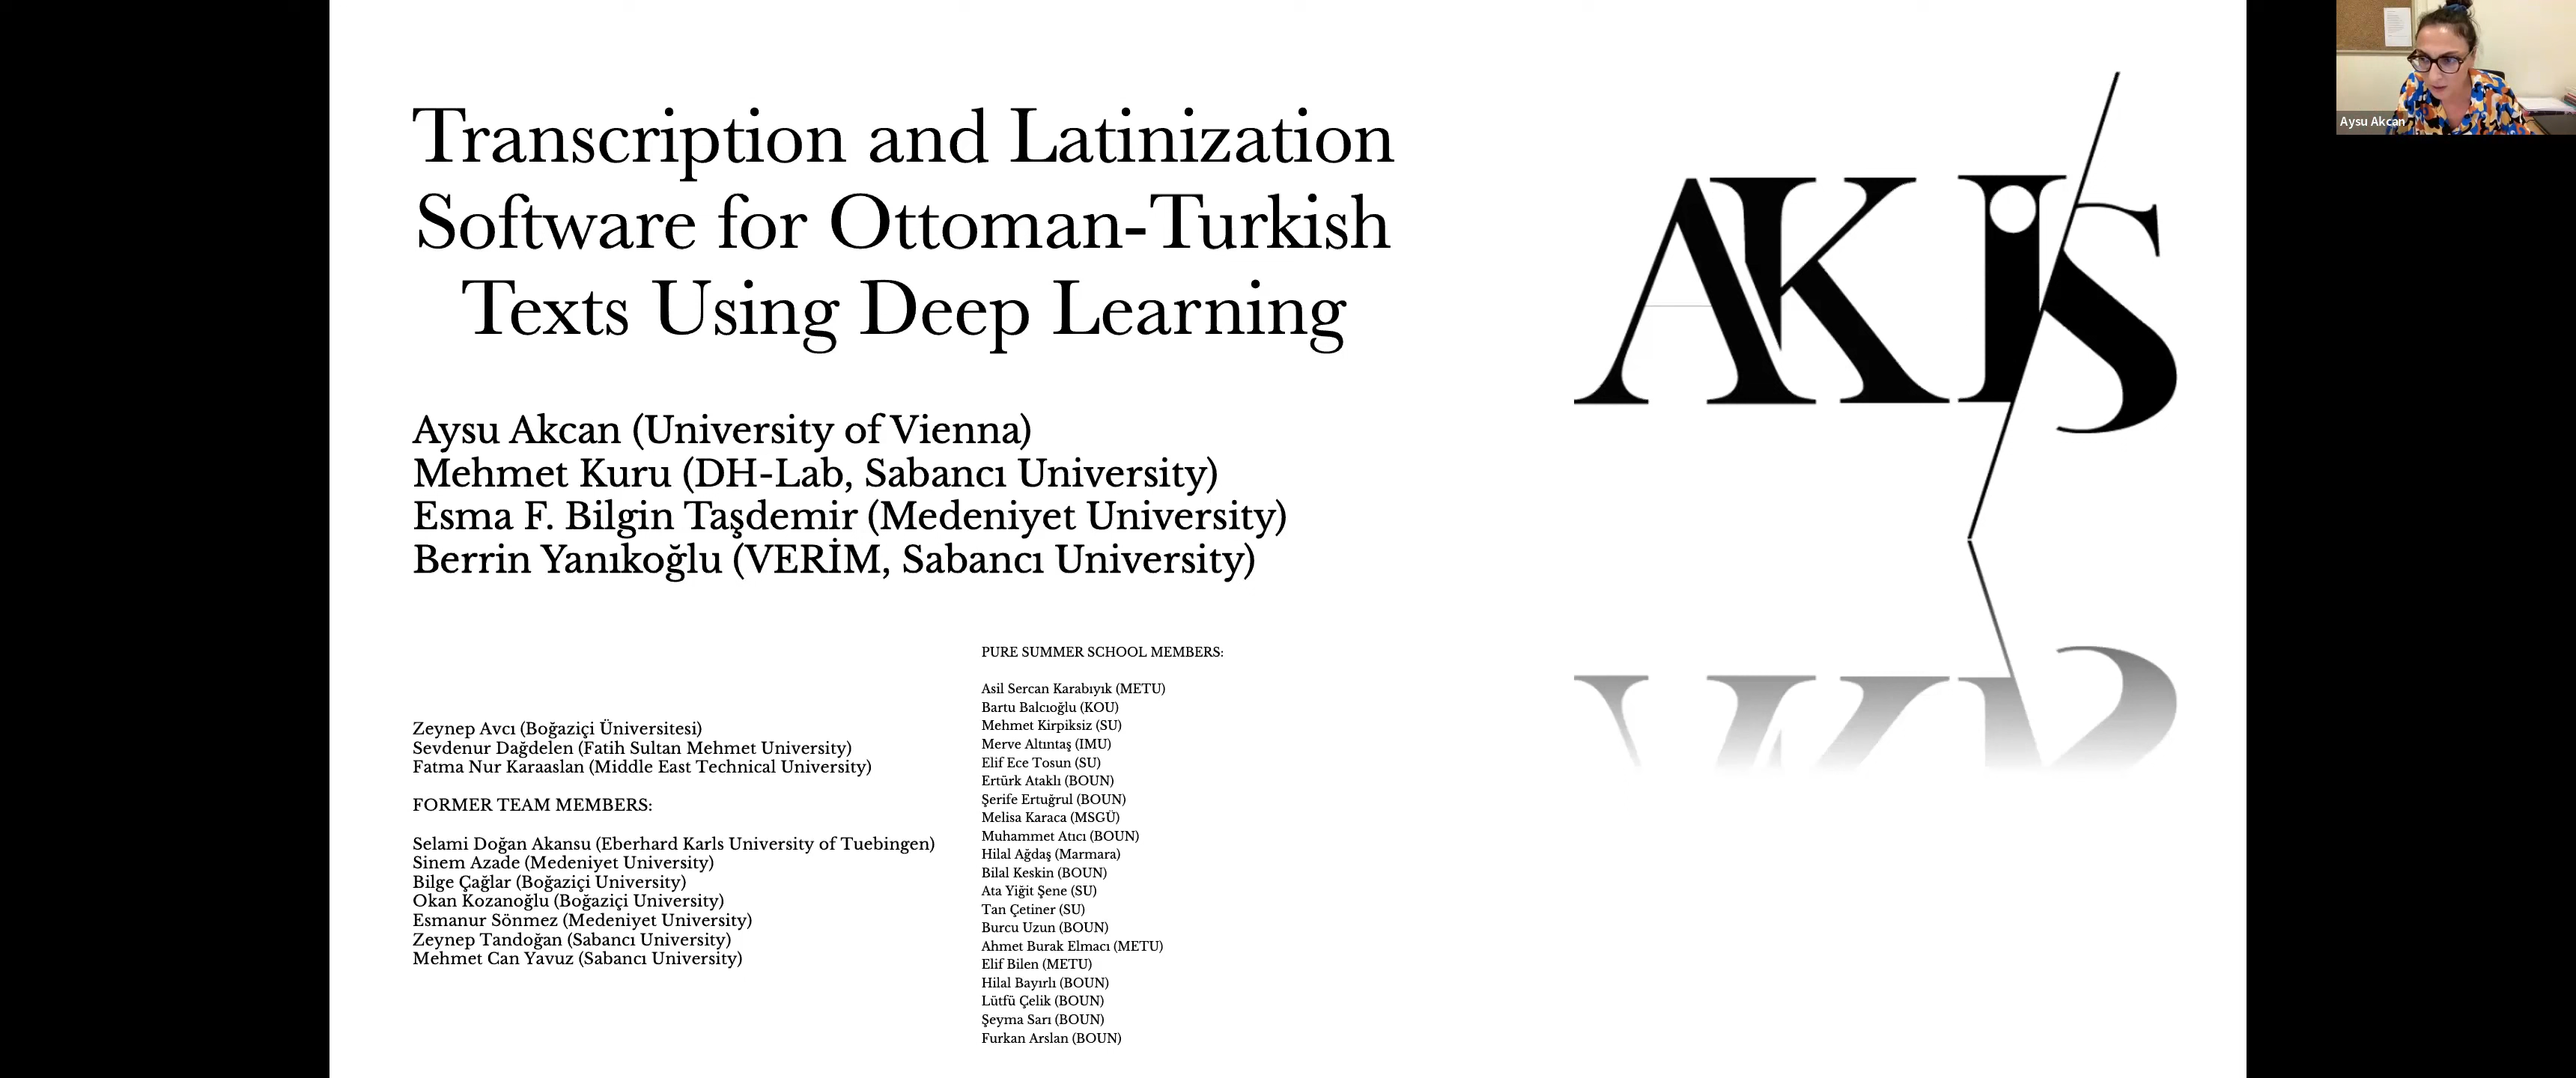 Transcription and Latinization
Software for Ottoman-Turkish
Texts Using Deep Learning
AKIS
Aysu Akcan (University of Vienna)
Mehmet Kuru (DH-Lab, Sabancı University)
Esma F. Bilgin Taşdemir (Medeniyet University)
Berrin Yanıkoğlu (VERİM, Sabancı University)
Zeynep Avcı (Boğaziçi Üniversitesi)
Sevdenur Dağdelen (Fatih Sultan Mehmet University)
Fatma Nur Karaaslan (Middle East Technical University)
FORMER TEAM MEMBERS:
Selami Doğan Akansu (Eberhard Karls University of Tuebingen)
Sinem Azade (Medeniyet University)
Bilge Çağlar (Boğaziçi University)
Okan Kozanoğlu (Boğaziçi University)
Esmanur Sönmez (Medeniyet University)
Zeynep Tandoğan (Sabancı University)
Mehmet Can Yavuz (Sabancı University)
PURE SUMMER SCHOOL MEMBERS:
Asil Sercan Karabıyık (METU)
Bartu Balcıoğlu (KOU)
Mehmet Kirpiksiz (SU)
Merve Altıntaş (IMU)
Elif Ece Tosun (SU)
Ertürk Ataklı (BOUN)
Şerife Ertuğrul (BOUN)
Melisa Karaca (MSGÜ)
Muhammet Atıcı (BOUN)
Hilal Ağdaş (Marmara)
Bilal Keskin (BOUN)
Ata Yiğit Şene (SU)
Tan Çetiner (SU)
Burcu Uzun (BOUN)
Ahmet Burak Elmacı (METU)
Elif Bilen (METU)
Hilal Bayırlı (BOUN)
Lütfü Çelik (BOUN)
Şeyma Sarı (BOUN)
Furkan Arslan (BOUN)
Aysu Akcan